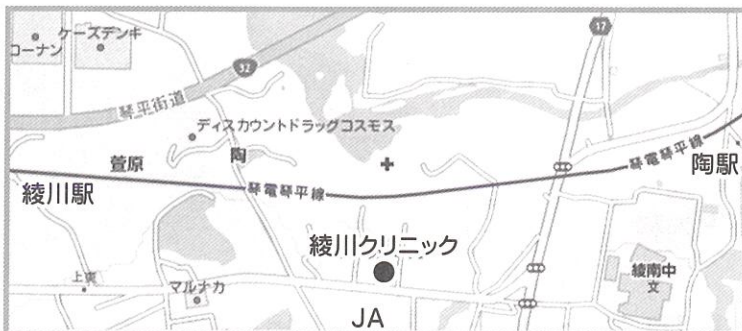 ケーズデンキ
コーナン
17
32
琴平街道
ディスカウントドラッグコスモス
萱原
陶
琴電琴平線
陶駅
綾川駅
琴電琴平線
綾川クリニック
綾南中
文
上東
マルナカ
JA